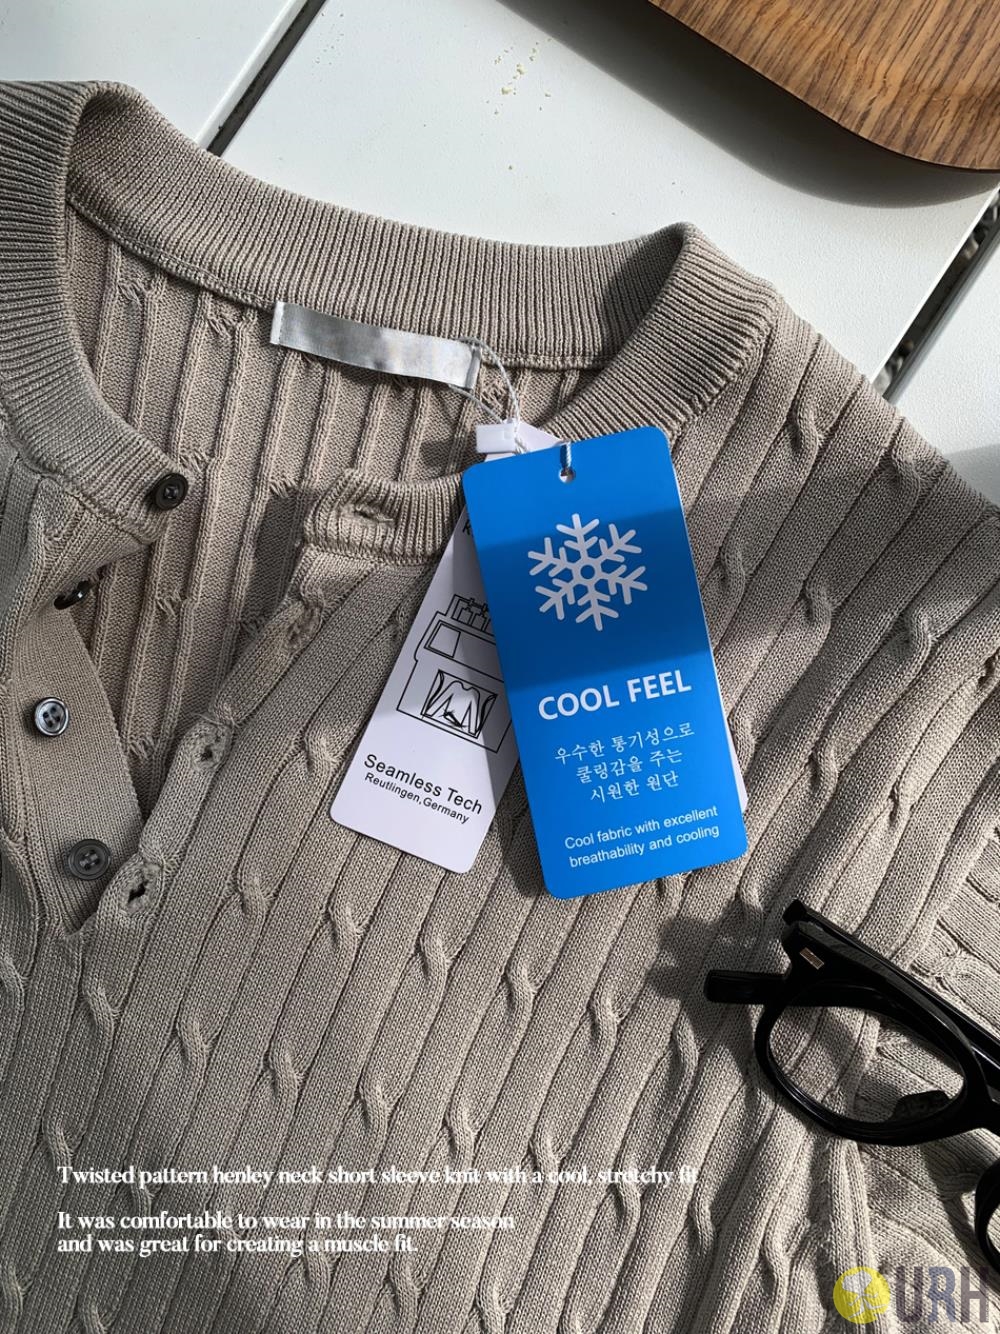 COOL FEEL
우수한 통기성으로
쿨링감을 주는
시원한 원단
Cool fabric with excellent
breathability and cooling
Seamless Tech
Reutlingen,Germany
Twisted pattern henley neck short sleeve knit with a cool, stretchy fit
It was comfortable to wear in the summer season
and was great for creating a muscle fit.
URH